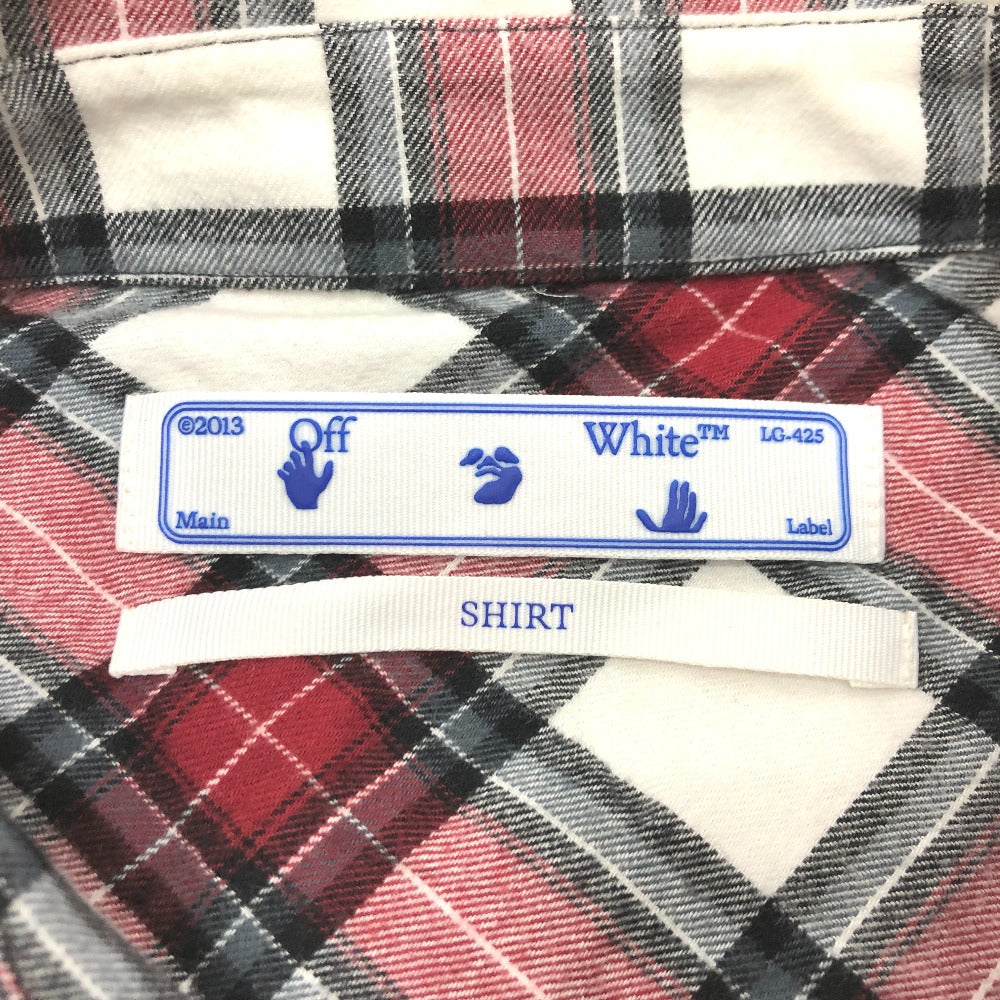 ©2013 Off White™ LG-425
Main Label
SHIRT